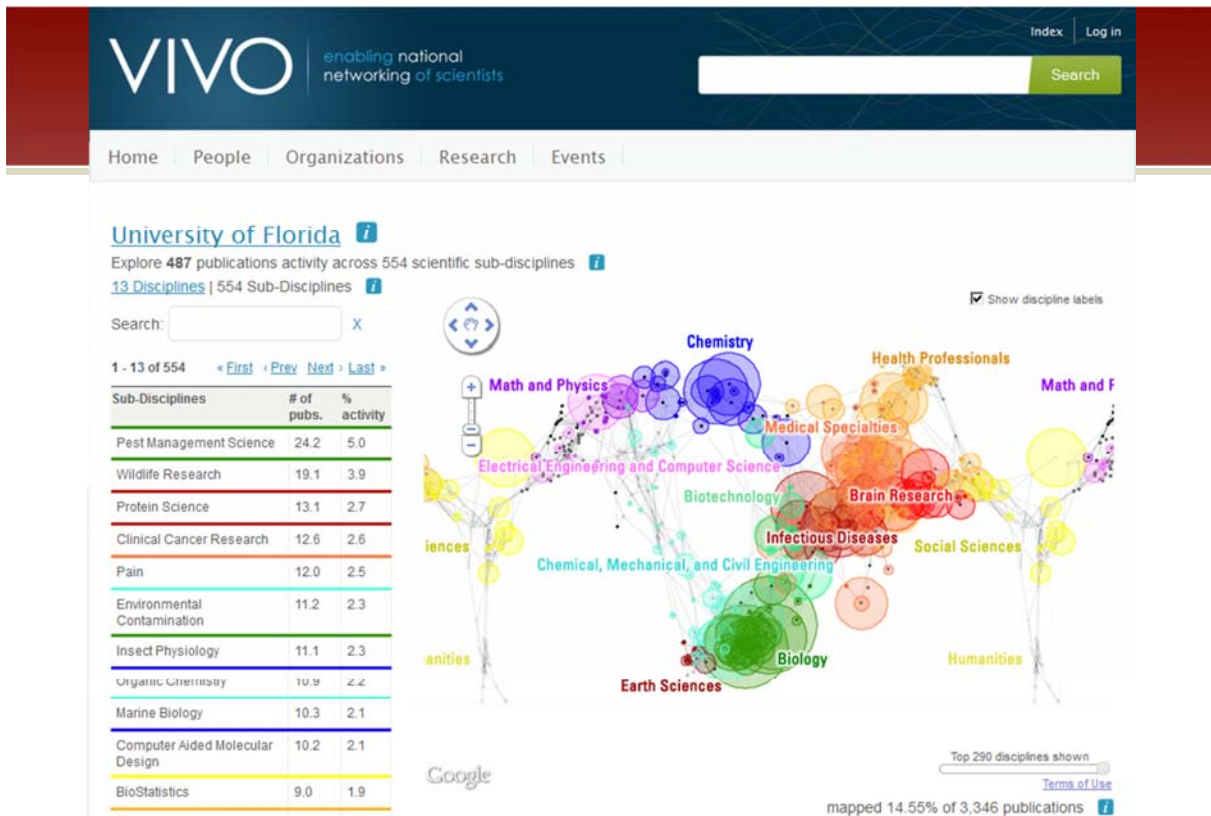 VIVO
enabling national
networking of scientists
Index Log in
Search
Home People Organizations Research Events
University of Florida i
Explore 487 publications activity across 554 scientific sub-disciplines i
13 Disciplines | 554 Sub-Disciplines i
Search: X
1 - 13 of 554 « First ‹ Prev Next › Last »
Sub-Disciplines # of pubs. % activity
Pest Management Science 24.2 5.0
Wildlife Research 19.1 3.9
Protein Science 13.1 2.7
Clinical Cancer Research 12.6 2.6
Pain 12.0 2.5
Environmental Contamination 11.2 2.3
Insect Physiology 11.1 2.3
Organic Chemistry 10.9 2.2
Marine Biology 10.3 2.1
Computer Aided Molecular Design 10.2 2.1
BioStatistics 9.0 1.9
Show discipline labels
Chemistry
Health Professionals
Math and Physics
Math and F
Medical Specialties
Electrical Engineering and Computer Science
Biotechnology
Brain Research
Infectious Diseases
iences
Social Sciences
Chemical, Mechanical, and Civil Engineering
anities
Biology
Humanities
Earth Sciences
Google
Top 290 disciplines shown
Terms of Use
mapped 14.55% of 3,346 publications i